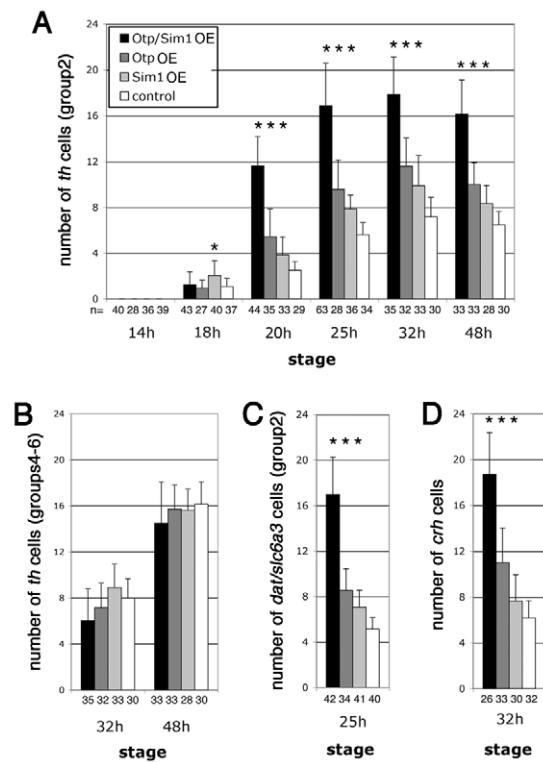 A
Otp/Sim1 OE
Otp OE
Sim1 OE
control
number of th cells (group2)
24
20
16
12
8
4
0
* * *
* * *
* * *
* * *
*
n= 40 28 36 39 43 27 40 37 44 35 33 29 63 28 36 34 35 32 33 30 33 33 28 30
14h 18h 20h 25h 32h 48h
stage
B
number of th cells (groups4-6)
24
20
16
12
8
4
0
35 32 33 30 33 33 28 30
32h 48h
stage
C
number of dat/slc6a3 cells (group2)
24
20
16
12
8
4
0
* * *
42 34 41 40
25h
stage
D
number of crh cells
24
20
16
12
8
4
0
* * *
26 33 30 32
32h
stage